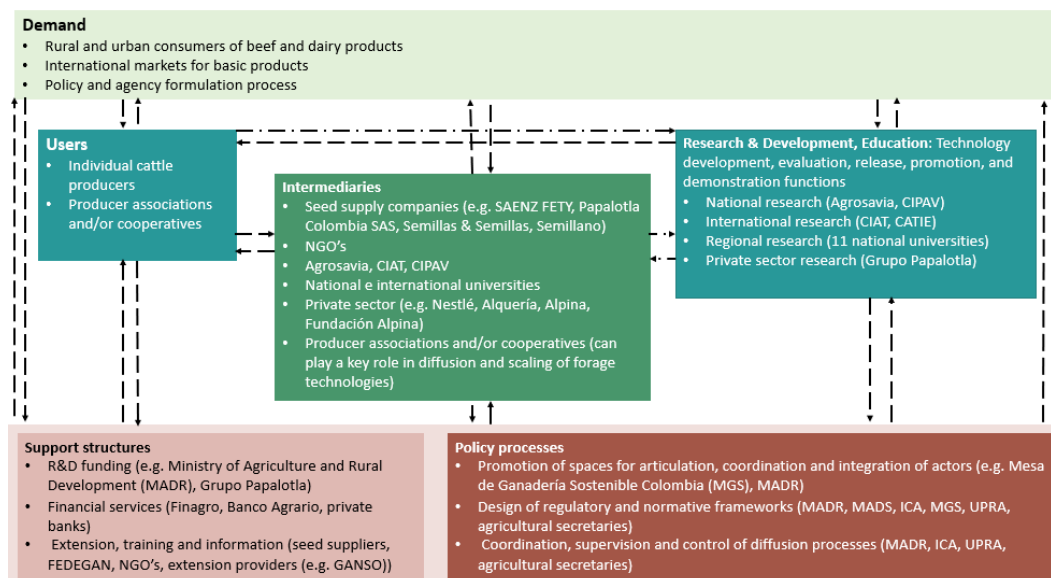 Demand
• Rural and urban consumers of beef and dairy products
• International markets for basic products
• Policy and agency formulation process
Users
• Individual cattle
producers
• Producer associations
and/or cooperatives
Intermediaries
• Seed supply companies (e.g. SAENZ FETY, Papalotla
Colombia SAS, Semillas & Semillas, Semillano)
• NGO's
• Agrosavia, CIAT, CIPAV
• National e international universities
• Private sector (e.g. Nestlé, Alquería, Alpina,
Fundación Alpina)
• Producer associations and/or cooperatives (can
play a key role in diffusion and scaling of forage
technologies)
Research & Development, Education: Technology
development, evaluation, release, promotion, and
demonstration functions
• National research (Agrosavia, CIPAV)
• International research (CIAT, CATIE)
• Regional research (11 national universities)
• Private sector research (Grupo Papalotla)
Support structures
• R&D funding (e.g. Ministry of Agriculture and Rural
Development (MADR), Grupo Papalotla)
• Financial services (Finagro, Banco Agrario, private
banks)
• Extension, training and information (seed suppliers,
FEDEGAN, NGO's, extension providers (e.g. GANSO))
Policy processes
• Promotion of spaces for articulation, coordination and integration of actors (e.g. Mesa
de Ganadería Sostenible Colombia (MGS), MADR)
• Design of regulatory and normative frameworks (MADR, MADS, ICA, MGS, UPRA,
agricultural secretaries)
• Coordination, supervision and control of diffusion processes (MADR, ICA, UPRA,
agricultural secretaries)